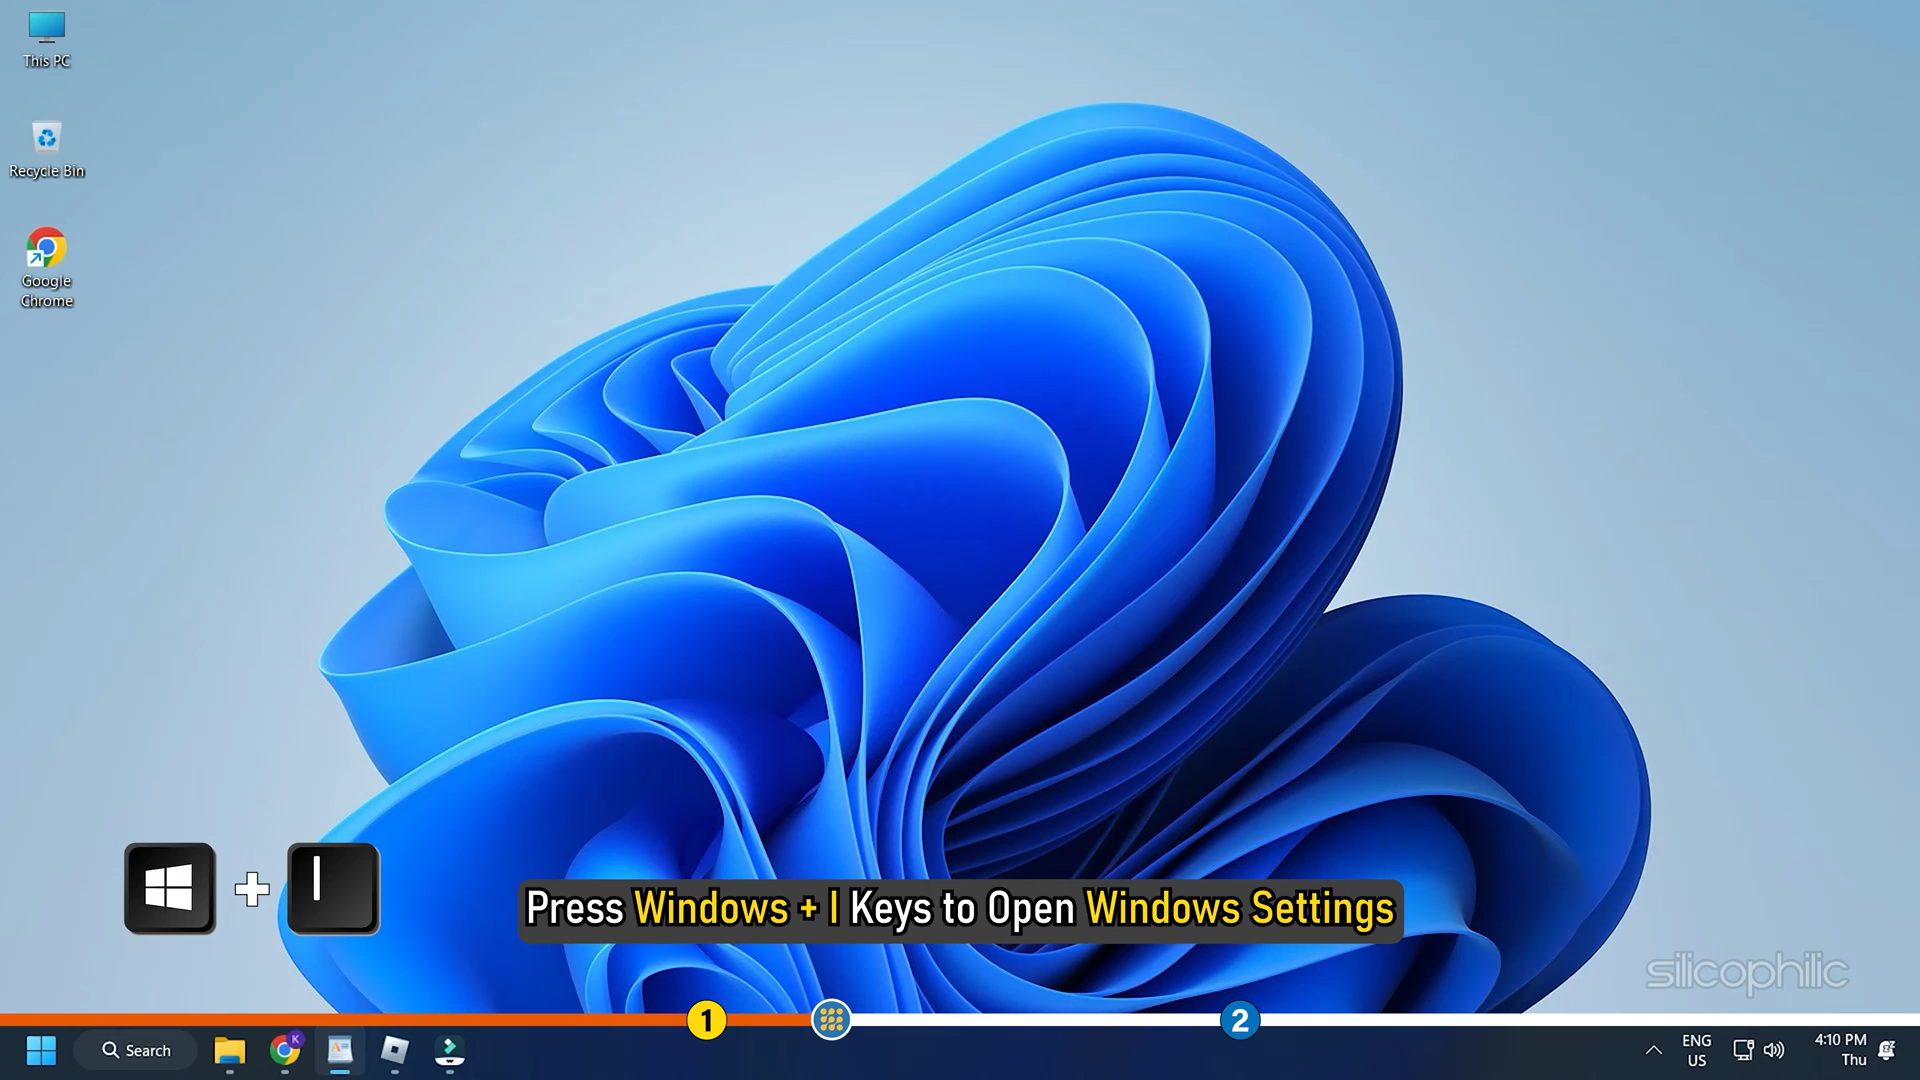 This PC
Recycle Bin
Google
Chrome
+ I
Press Windows + I Keys to Open Windows Settings
silicophilic
1
2
Search
K
ENG
US
4:10 PM
Thu